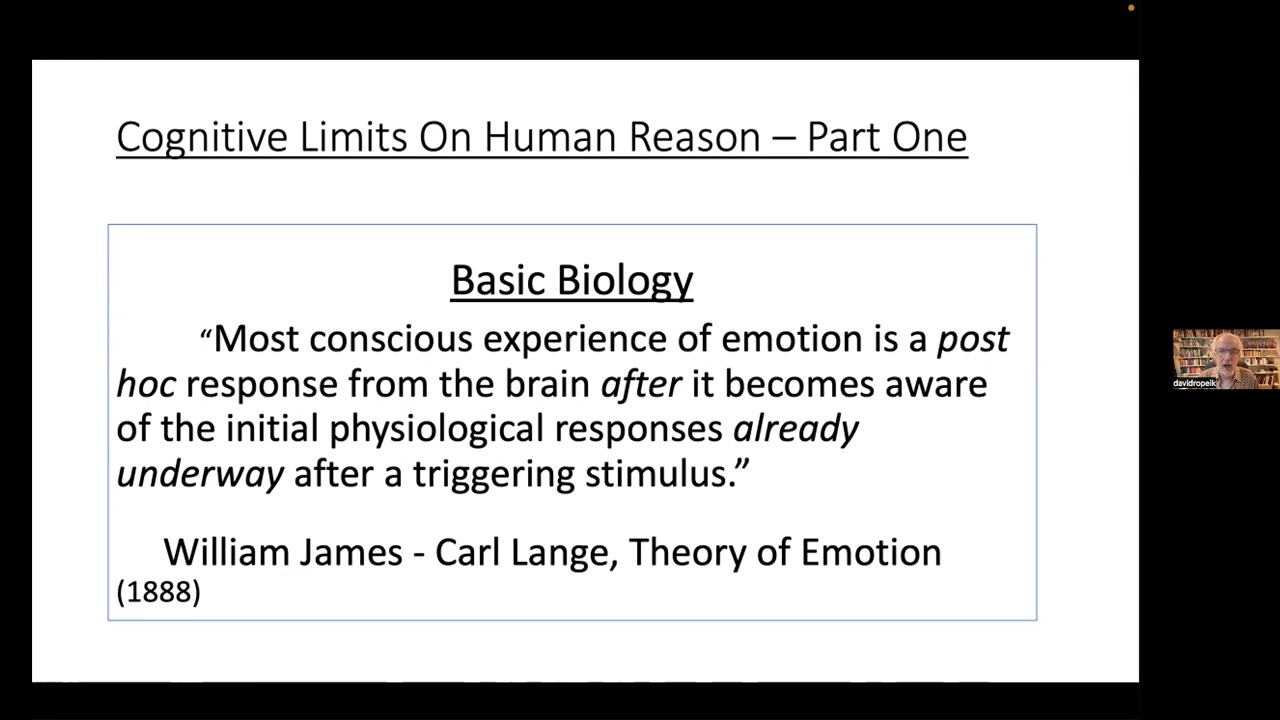 Cognitive Limits On Human Reason – Part One
Basic Biology
“Most conscious experience of emotion is a post
hoc response from the brain after it becomes aware
of the initial physiological responses already
underway after a triggering stimulus.”
William James - Carl Lange, Theory of Emotion
(1888)
davidropeik